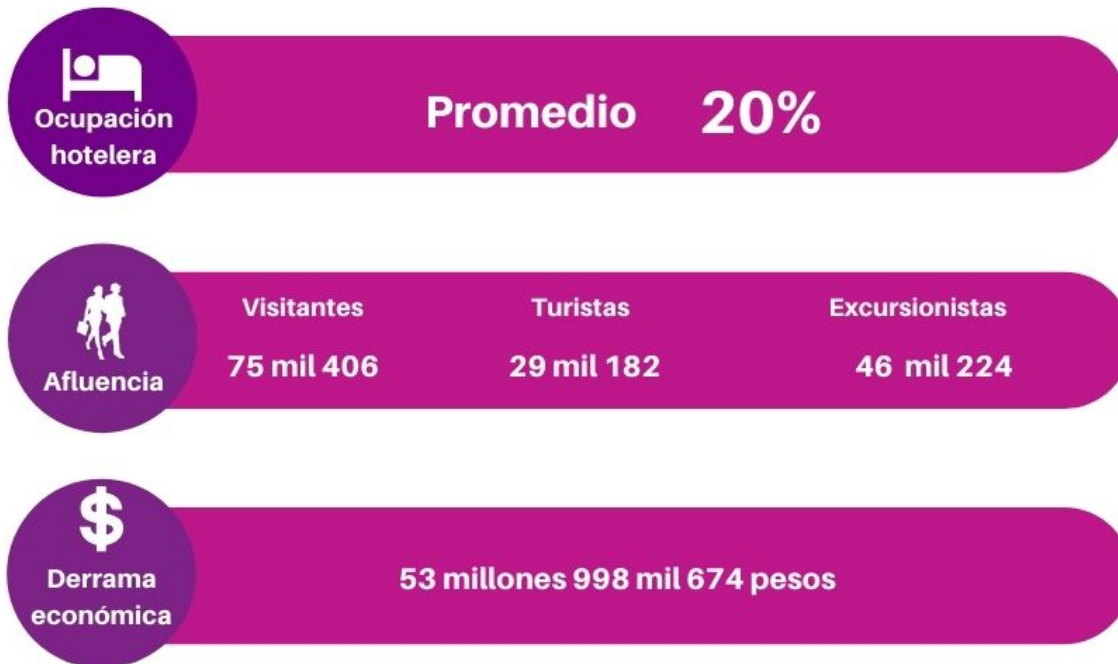 Ocupación
hotelera
Promedio 20%
Afluencia
Visitantes Turistas Excursionistas
75 mil 406 29 mil 182 46 mil 224
$
Derrama
económica
53 millones 998 mil 674 pesos